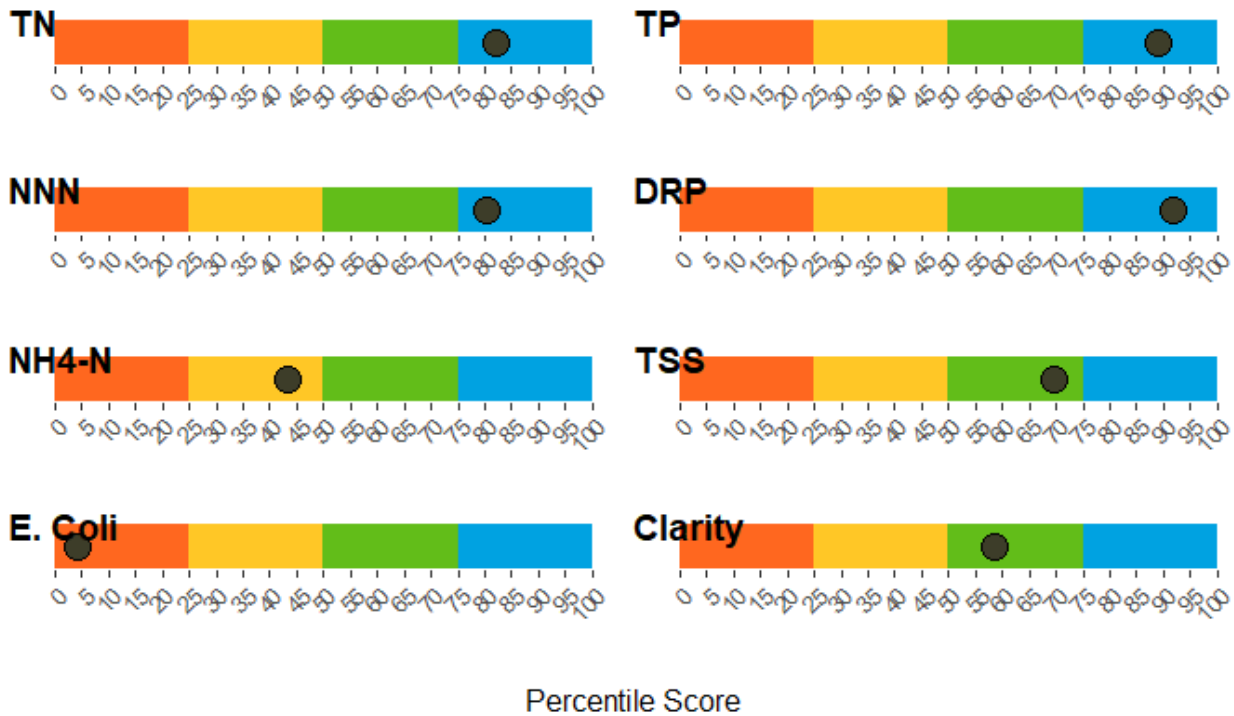 TN TP
0 5 10 15 20 25 30 35 40 45 50 55 60 65 70 75 80 85 90 95 100 0 5 10 15 20 25 30 35 40 45 50 55 60 65 70 75 80 85 90 95 100
NNN DRP
0 5 10 15 20 25 30 35 40 45 50 55 60 65 70 75 80 85 90 95 100 0 5 10 15 20 25 30 35 40 45 50 55 60 65 70 75 80 85 90 95 100
NH4-N TSS
0 5 10 15 20 25 30 35 40 45 50 55 60 65 70 75 80 85 90 95 100 0 5 10 15 20 25 30 35 40 45 50 55 60 65 70 75 80 85 90 95 100
E. Coli Clarity
0 5 10 15 20 25 30 35 40 45 50 55 60 65 70 75 80 85 90 95 100 0 5 10 15 20 25 30 35 40 45 50 55 60 65 70 75 80 85 90 95 100
Percentile Score